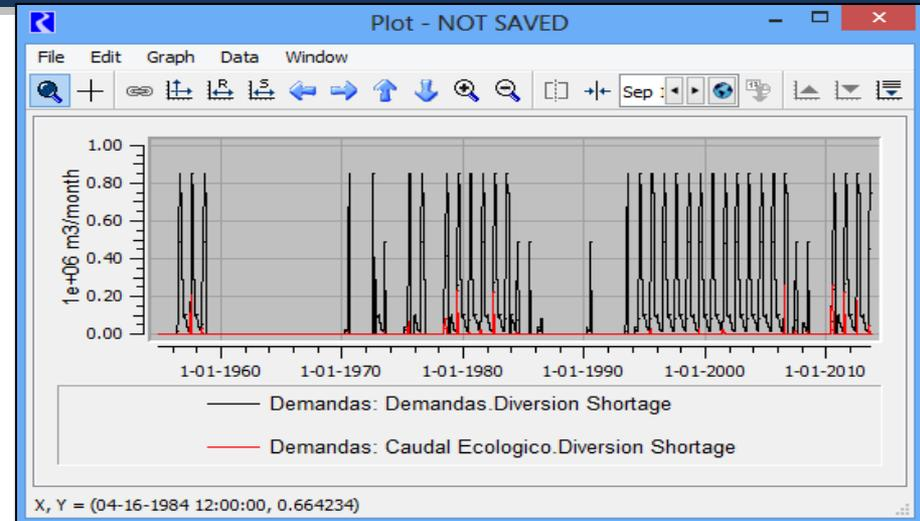 Plot - NOT SAVED
File Edit Graph Data Window
Sep
1.00
0.80
0.60
0.40
0.20
0.00
1e+06 m3/month
1-01-1960 1-01-1970 1-01-1980 1-01-1990 1-01-2000 1-01-2010
Demandas: Demandas.Diversion Shortage
Demandas: Caudal Ecologico.Diversion Shortage
X, Y = (04-16-1984 12:00:00, 0.664234)